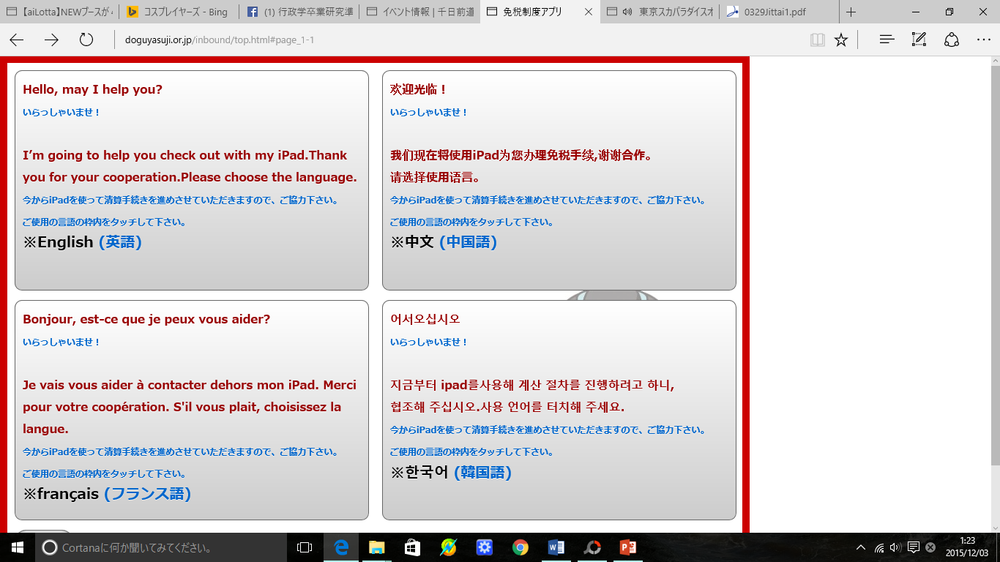 【aiLotta】NEWブースが
コスプレイヤーズ - Bing
(1) 行政学卒業研究準
イベント情報 | 千日前道
免税制度アプリ
東京スカパラダイスオ
0329Jittai1.pdf
doguyasuji.or.jp/inbound/top.html#page_1-1
Hello, may I help you?
いらっしゃいませ！
I’m going to help you check out with my iPad.Thank
you for your cooperation.Please choose the language.
今からiPadを使って清算手続きを進めさせていただきますので、ご協力下さい。
ご使用の言語の枠内をタッチして下さい。
※English (英語)
欢迎光临！
いらっしゃいませ！
我们现在将使用iPad为您办理免税手续,谢谢合作。
请选择使用语言。
今からiPadを使って清算手続きを進めさせていただきますので、ご協力下さい。
ご使用の言語の枠内をタッチして下さい。
※中文 (中国語)
Bonjour, est-ce que je peux vous aider?
いらっしゃいませ！
Je vais vous aider à contacter dehors mon iPad. Merci
pour votre coopération. S'il vous plait, choisissez la
langue.
今からiPadを使って清算手続きを進めさせていただきますので、ご協力下さい。
ご使用の言語の枠内をタッチして下さい。
※français (フランス語)
어서오십시오
いらっしゃいませ！
지금부터 ipad를사용해 계산 절차를 진행하려고 하니,
협조해 주십시오.사용 언어를 터치해 주세요.
今からiPadを使って清算手続きを進めさせていただきますので、ご協力下さい。
ご使用の言語の枠内をタッチして下さい。
※한국어 (韓国語)
Cortanaに何か聞いてみてください。
1:23
2015/12/03